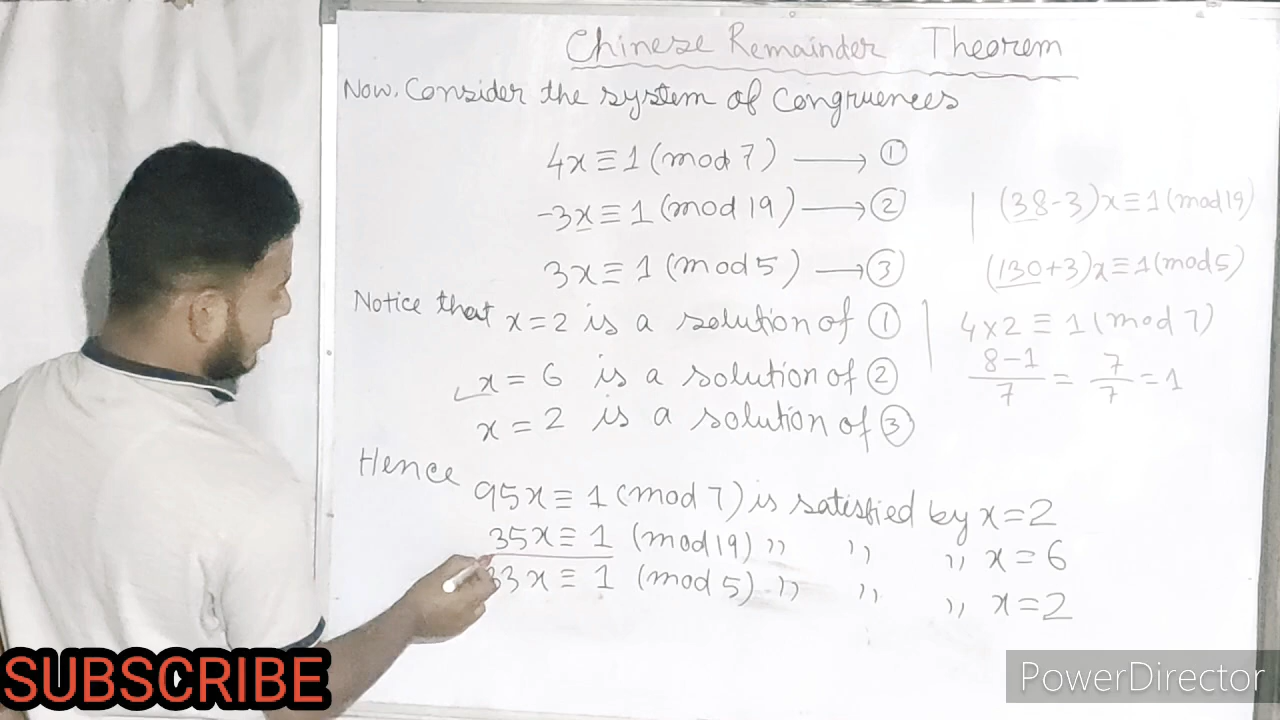 Chinese Remainder Theorem
Now, Consider the system of Congruences
4x ≡ 1 (mod 7) ⟶ ①
-3x ≡ 1 (mod 19) ⟶ ②
(38-3)x ≡ 1 (mod 19)
3x ≡ 1 (mod 5) ⟶ ③
(130+3)x ≡ 1 (mod 5)
Notice that x = 2 is a solution of ①
4×2 ≡ 1 (mod 7)
x = 6 is a solution of ②
8-1/7 = 7/7 = 1
x = 2 is a solution of ③
Hence
95x ≡ 1 (mod 7) is satisfied by x = 2
35x ≡ 1 (mod 19) ,, ,, ,, x = 6
33x ≡ 1 (mod 5) ,, ,, ,, x = 2
SUBSCRIBE
PowerDirector